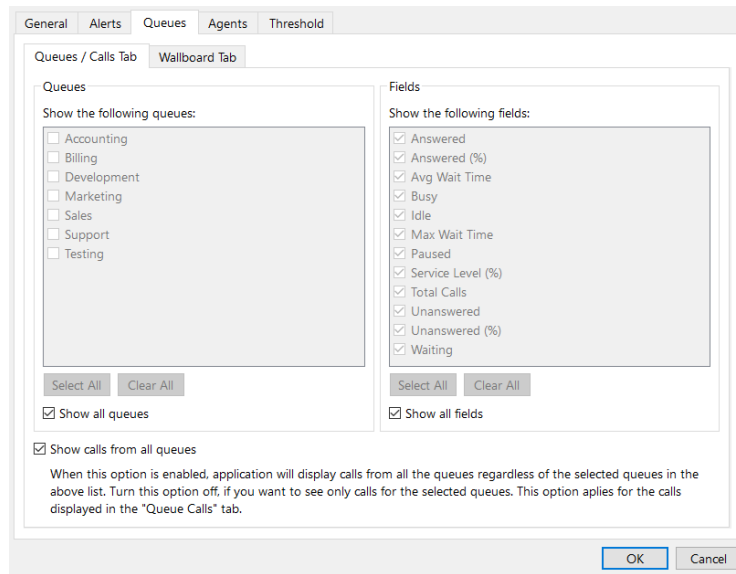 General Alerts Queues Agents Threshold
Queues / Calls Tab Wallboard Tab
Queues
Show the following queues:
Accounting
Billing
Development
Marketing
Sales
Support
Testing
Select All Clear All
Show all queues
Fields
Show the following fields:
Answered
Answered (%)
Avg Wait Time
Busy
Idle
Max Wait Time
Paused
Service Level (%)
Total Calls
Unanswered
Unanswered (%)
Waiting
Select All Clear All
Show all fields
Show calls from all queues
When this option is enabled, application will display calls from all the queues regardless of the selected queues in the
above list. Turn this option off, if you want to see only calls for the selected queues. This option aplies for the calls
displayed in the "Queue Calls" tab.
OK Cancel